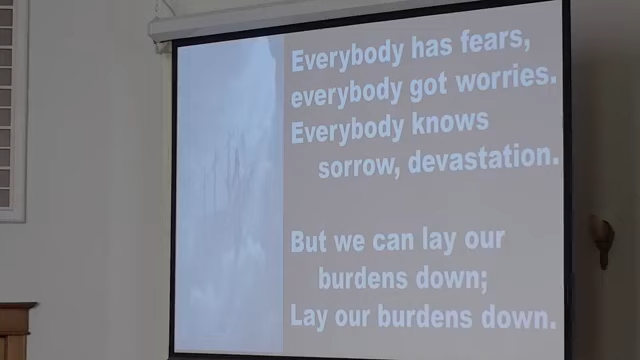 Everybody has fears,
everybody got worries.
Everybody knows
sorrow, devastation.
But we can lay our
burdens down;
Lay our burdens down.